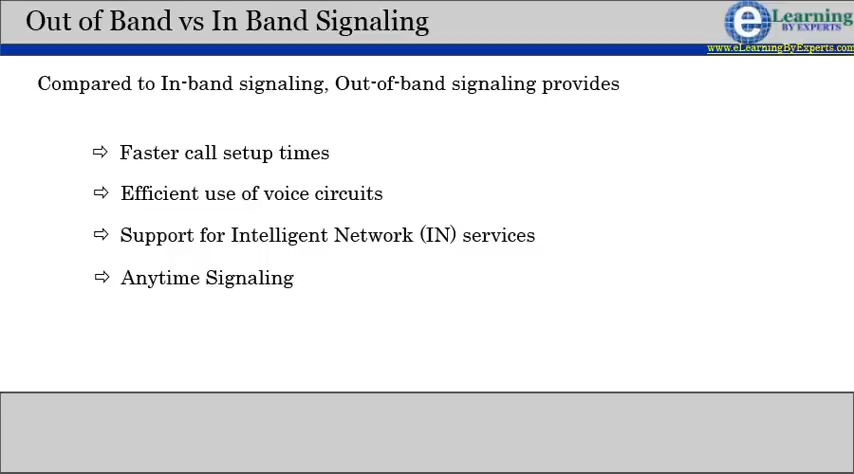 Out of Band vs In Band Signaling
eLearning
BY EXPERTS
www.eLearningByExperts.com
Compared to In-band signaling, Out-of-band signaling provides
⇨ Faster call setup times
⇨ Efficient use of voice circuits
⇨ Support for Intelligent Network (IN) services
⇨ Anytime Signaling